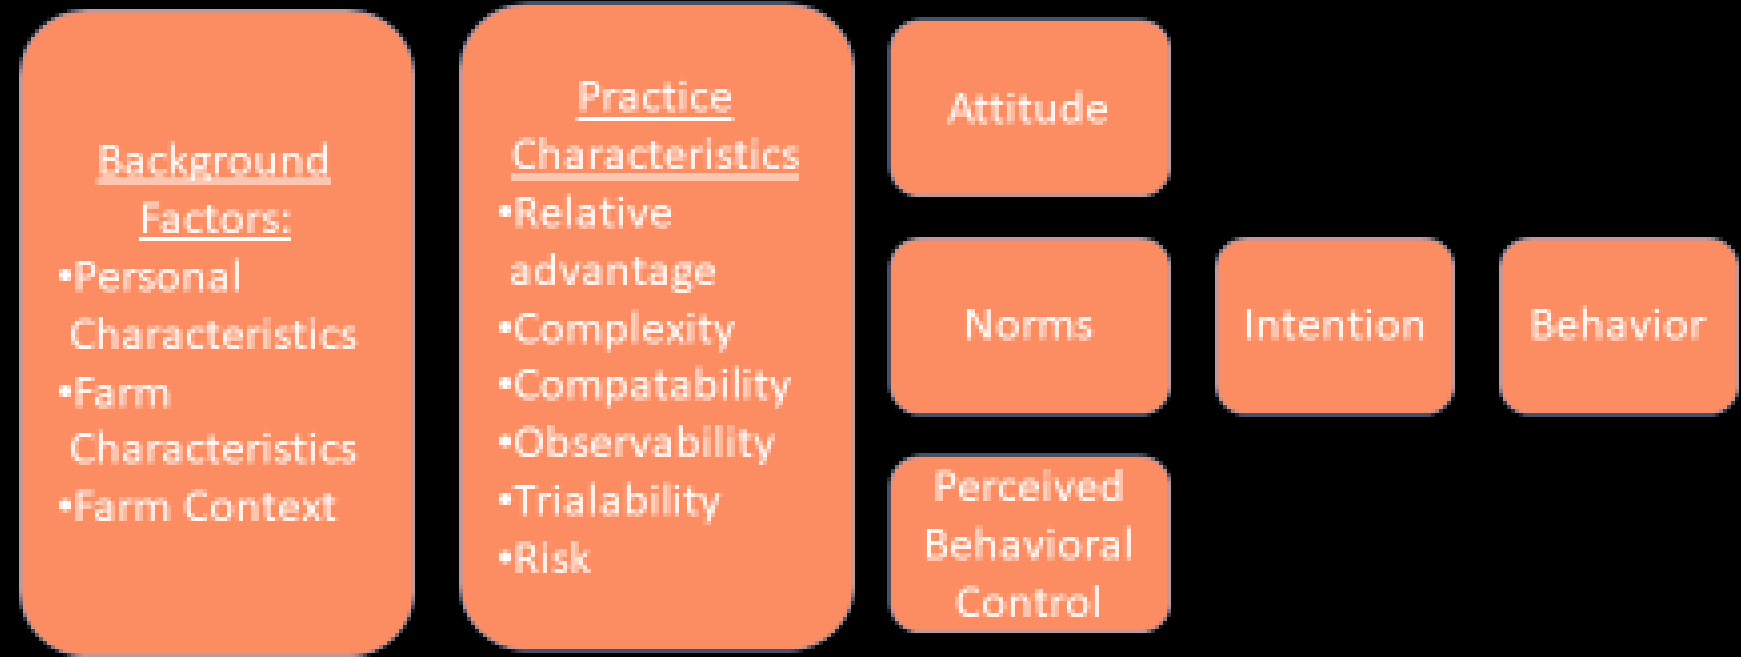 Background
Factors:
•Personal
Characteristics
•Farm
Characteristics
•Farm Context
Practice
Characteristics
•Relative
advantage
•Complexity
•Compatability
•Observability
•Trialability
•Risk
Attitude
Norms
Perceived
Behavioral
Control
Intention
Behavior